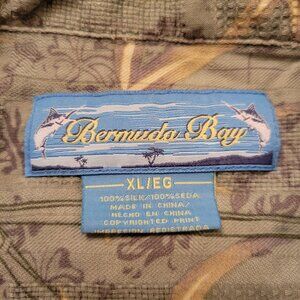 Bermuda Bay
XL/EG
100%SILK/100%SEDA
MADE IN CHINA/
HECHO EN CHINA
COPYRIGHTED PRINT
IMPRESION REGISTRADA